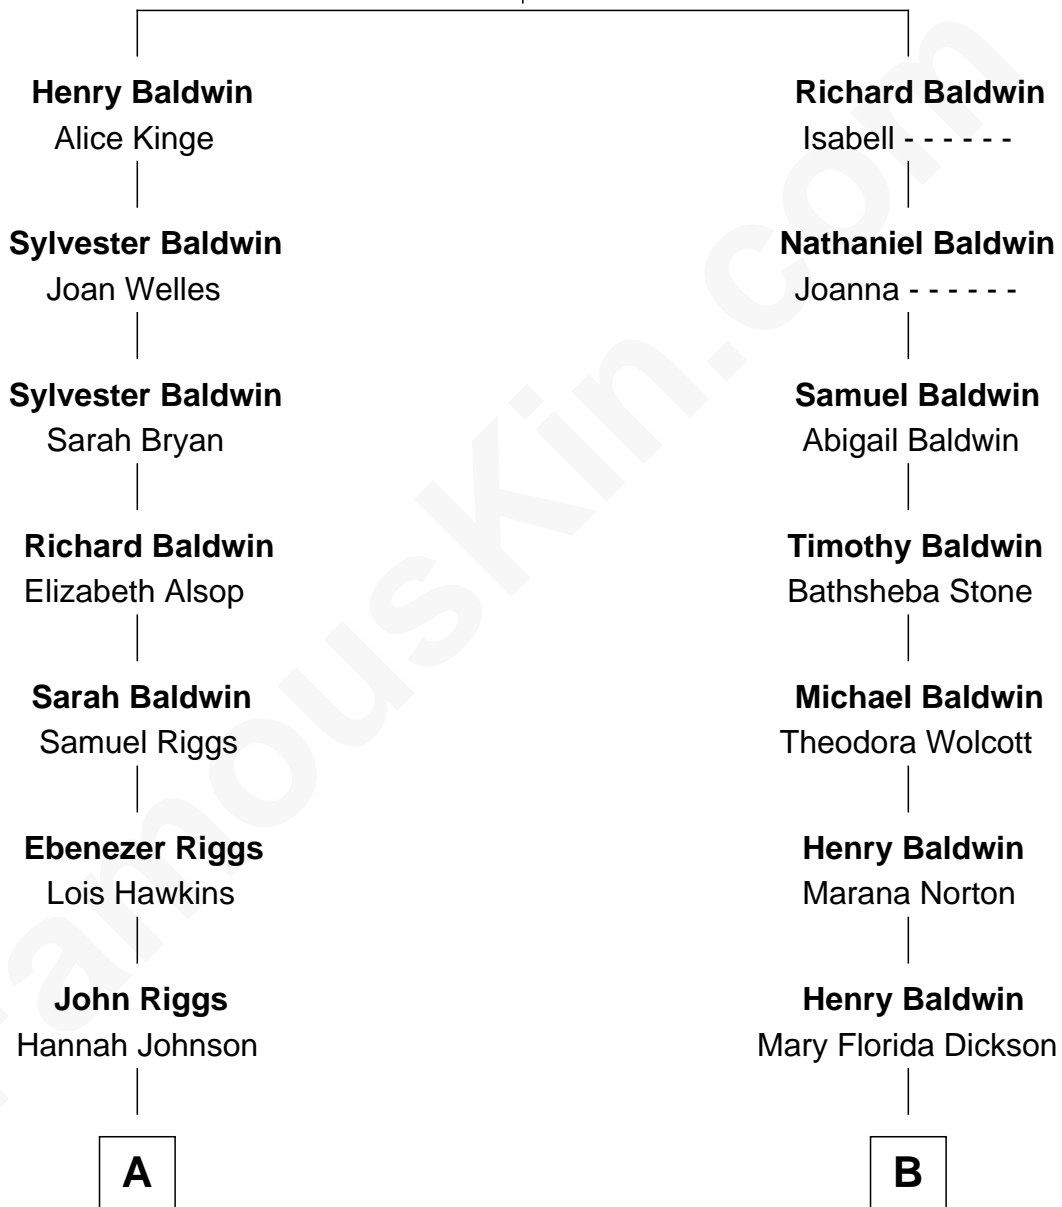 Henry Baldwin
Alice Kinge
Sylvester Baldwin
Joan Welles
Sylvester Baldwin
Sarah Bryan
Richard Baldwin
Elizabeth Alsop
Sarah Baldwin
Samuel Riggs
Ebenezer Riggs
Lois Hawkins
John Riggs
Hannah Johnson
A
Richard Baldwin
Isabell - - - - - -
Nathaniel Baldwin
Joanna - - - - - -
Samuel Baldwin
Abigail Baldwin
Timothy Baldwin
Bathsheba Stone
Michael Baldwin
Theodora Wolcott
Henry Baldwin
Marana Norton
Henry Baldwin
Mary Florida Dickson
B
FamousKin.com